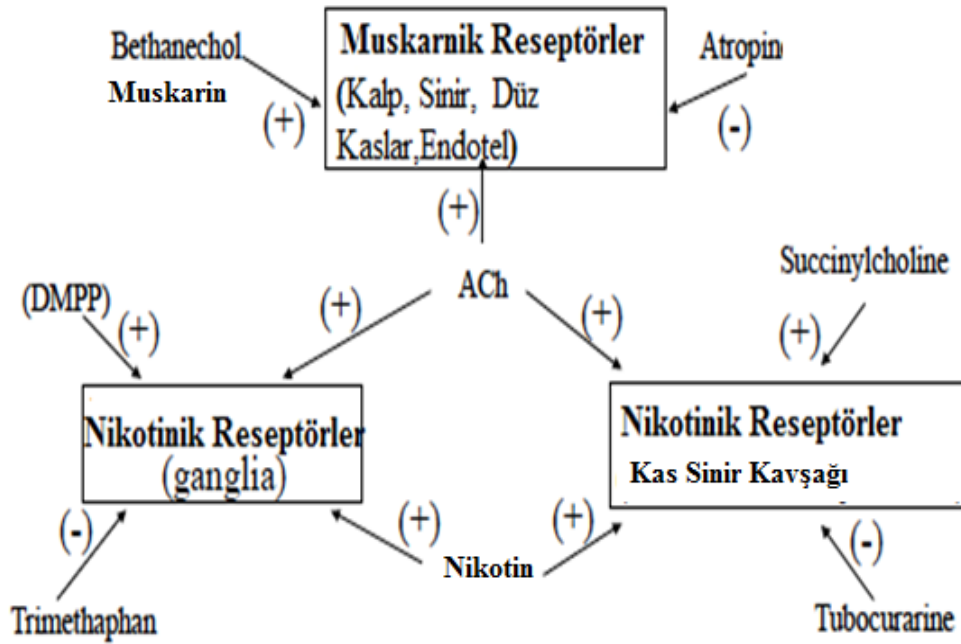 Bethanechol
Muskarin
(+)
Muskarnik Reseptörler
(Kalp, Sinir, Düz
Kaslar,Endotel)
Atropin
(-)
(+)
ACh
Succinylcholine
(DMPP)
(+)
(+)
(+)
(+)
Nikotinik Reseptörler
(ganglia)
Nikotinik Reseptörler
Kas Sinir Kavşağı
(-)
(+)
Nikotin
(+)
(-)
Trimethaphan
Tubocurarine